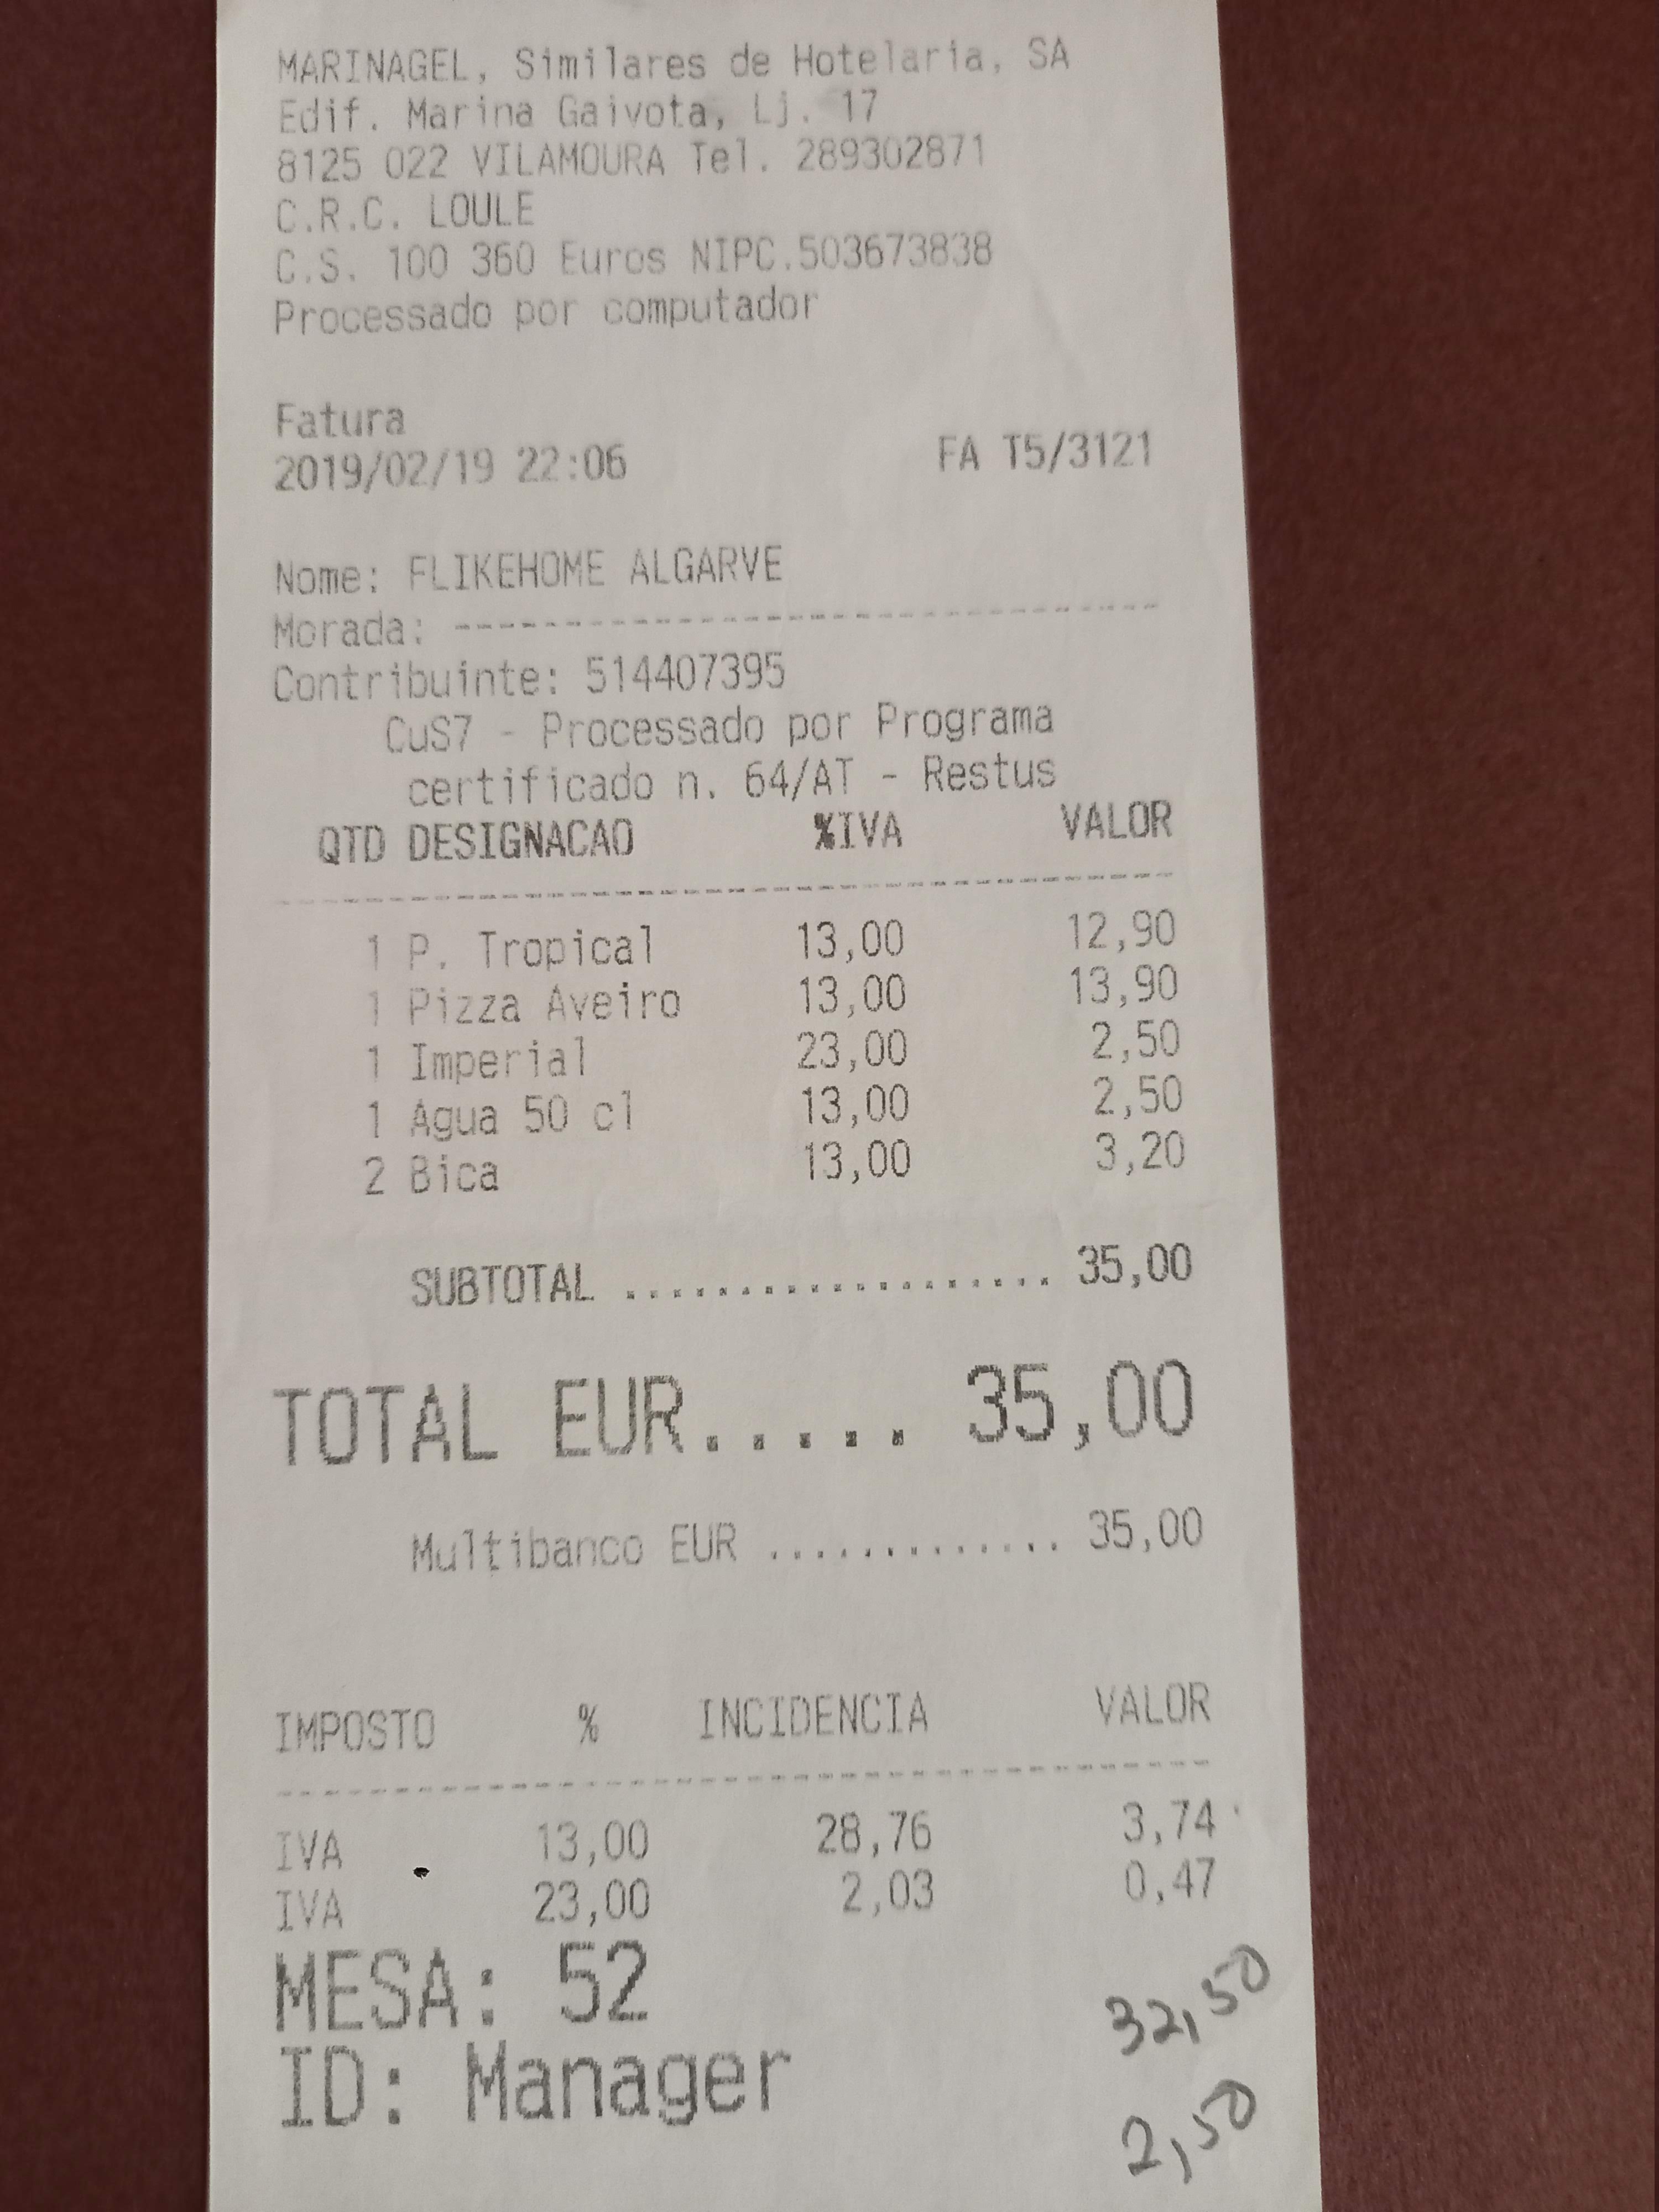 MARINAGEL, Similares de Hotelaria, SA
Edif. Marina Gaivota, Lj. 17
8125 022 VILAMOURA Tel. 289302871
C.R.C. LOULE
C.S. 100 360 Euros NIPC.503673838
Processado por computador
Fatura
2019/02/19 22:06 FA T5/3121
Nome: FLIKEHOME ALGARVE
Morada: -------------------------------
Contribuinte: 514407395
CuS7 - Processado por Programa
certificado n. 64/AT - Restus
QTD DESIGNACAO %IVA VALOR
1 P. Tropical 13,00 12,90
1 Pizza Aveiro 13,00 13,90
1 Imperial 23,00 2,50
1 Agua 50 cl 13,00 2,50
2 Bica 13,00 3,20
SUBTOTAL ................... 35,00
TOTAL EUR..... 35,00
Multibanco EUR ............. 35,00
IMPOSTO % INCIDENCIA VALOR
IVA 13,00 28,76 3,74
IVA 23,00 2,03 0,47
MESA: 52
ID: Manager
32,50
2,50